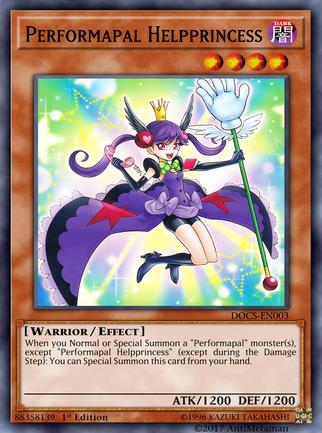 Performapal Helpprincess
DARK
闇
DOCS-EN003
[Warrior / Effect]
When you Normal or Special Summon a "Performapal" monster(s),
except "Performapal Helpprincess" (except during the Damage
Step): You can Special Summon this card from your hand.
ATK/1200 DEF/1200
88358139 1st Edition ©1996 KAZUKI TAKAHASHI
©2017 AntiMetaman